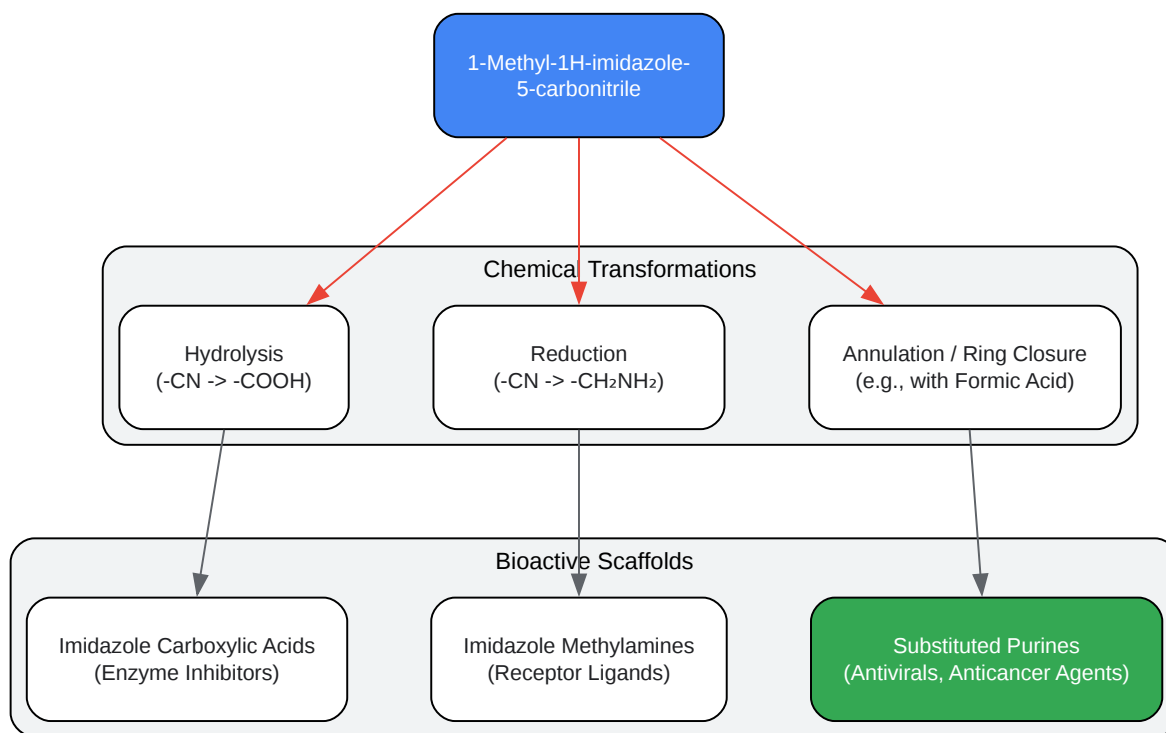 1-Methyl-1H-imidazole-
5-carbonitrile
Chemical Transformations
Hydrolysis
(-CN -> -COOH)
Reduction
(-CN -> -CH₂NH₂)
Annulation / Ring Closure
(e.g., with Formic Acid)
Bioactive Scaffolds
Imidazole Carboxylic Acids
(Enzyme Inhibitors)
Imidazole Methylamines
(Receptor Ligands)
Substituted Purines
(Antivirals, Anticancer Agents)